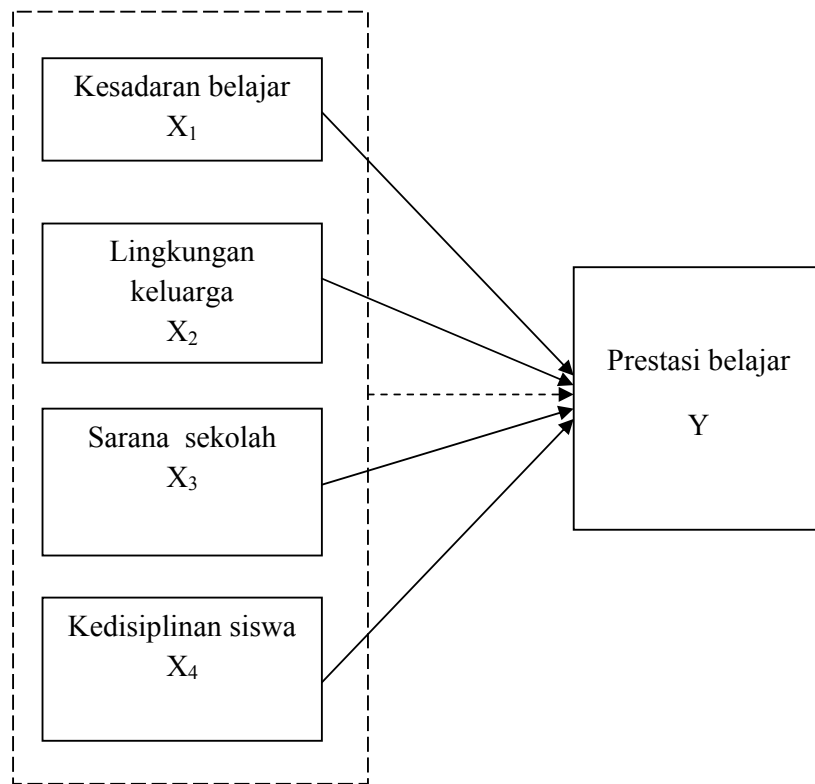 Kesadaran belajar
X₁
Lingkungan
keluarga
X₂
Sarana  sekolah
X₃
Kedisiplinan siswa
X₄
Prestasi belajar
Y